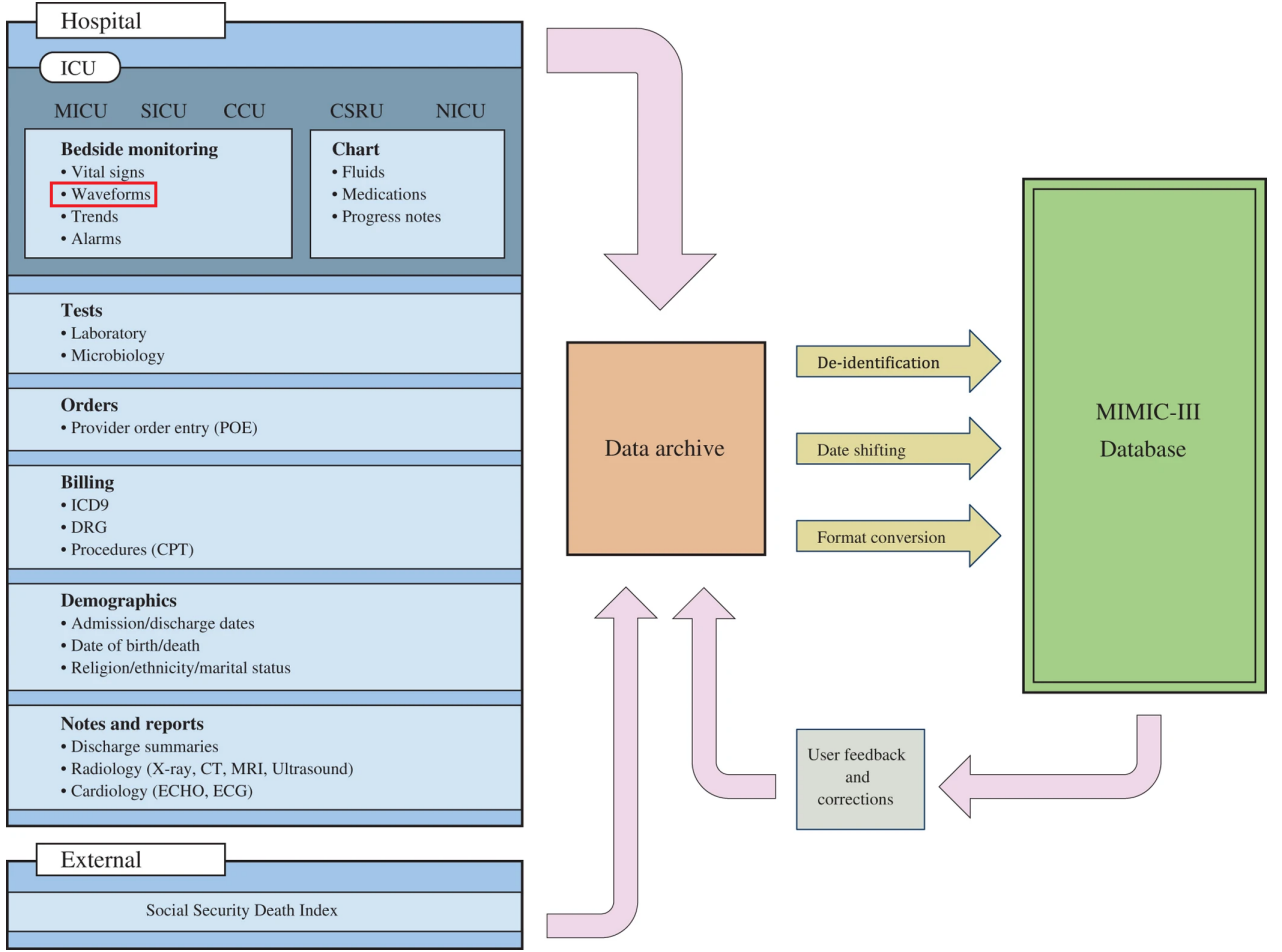 Hospital
ICU
MICU SICU CCU CSRU NICU
Bedside monitoring
• Vital signs
• Waveforms
• Trends
• Alarms
Chart
• Fluids
• Medications
• Progress notes
Tests
• Laboratory
• Microbiology
Orders
• Provider order entry (POE)
Billing
• ICD9
• DRG
• Procedures (CPT)
Demographics
• Admission/discharge dates
• Date of birth/death
• Religion/ethnicity/marital status
Notes and reports
• Discharge summaries
• Radiology (X-ray, CT, MRI, Ultrasound)
• Cardiology (ECHO, ECG)
External
Social Security Death Index
Data archive
De-identification
Date shifting
Format conversion
MIMIC-III
Database
User feedback
and
corrections